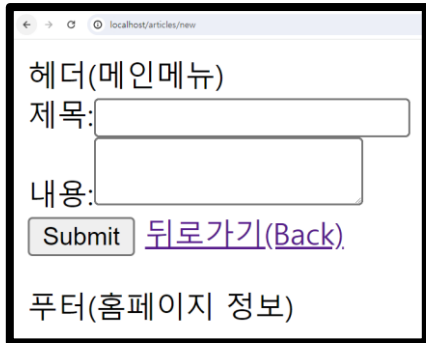 localhost/articles/new
헤더(메인메뉴)
제목:
내용:
Submit 뒤로가기(Back)
푸터(홈페이지 정보)